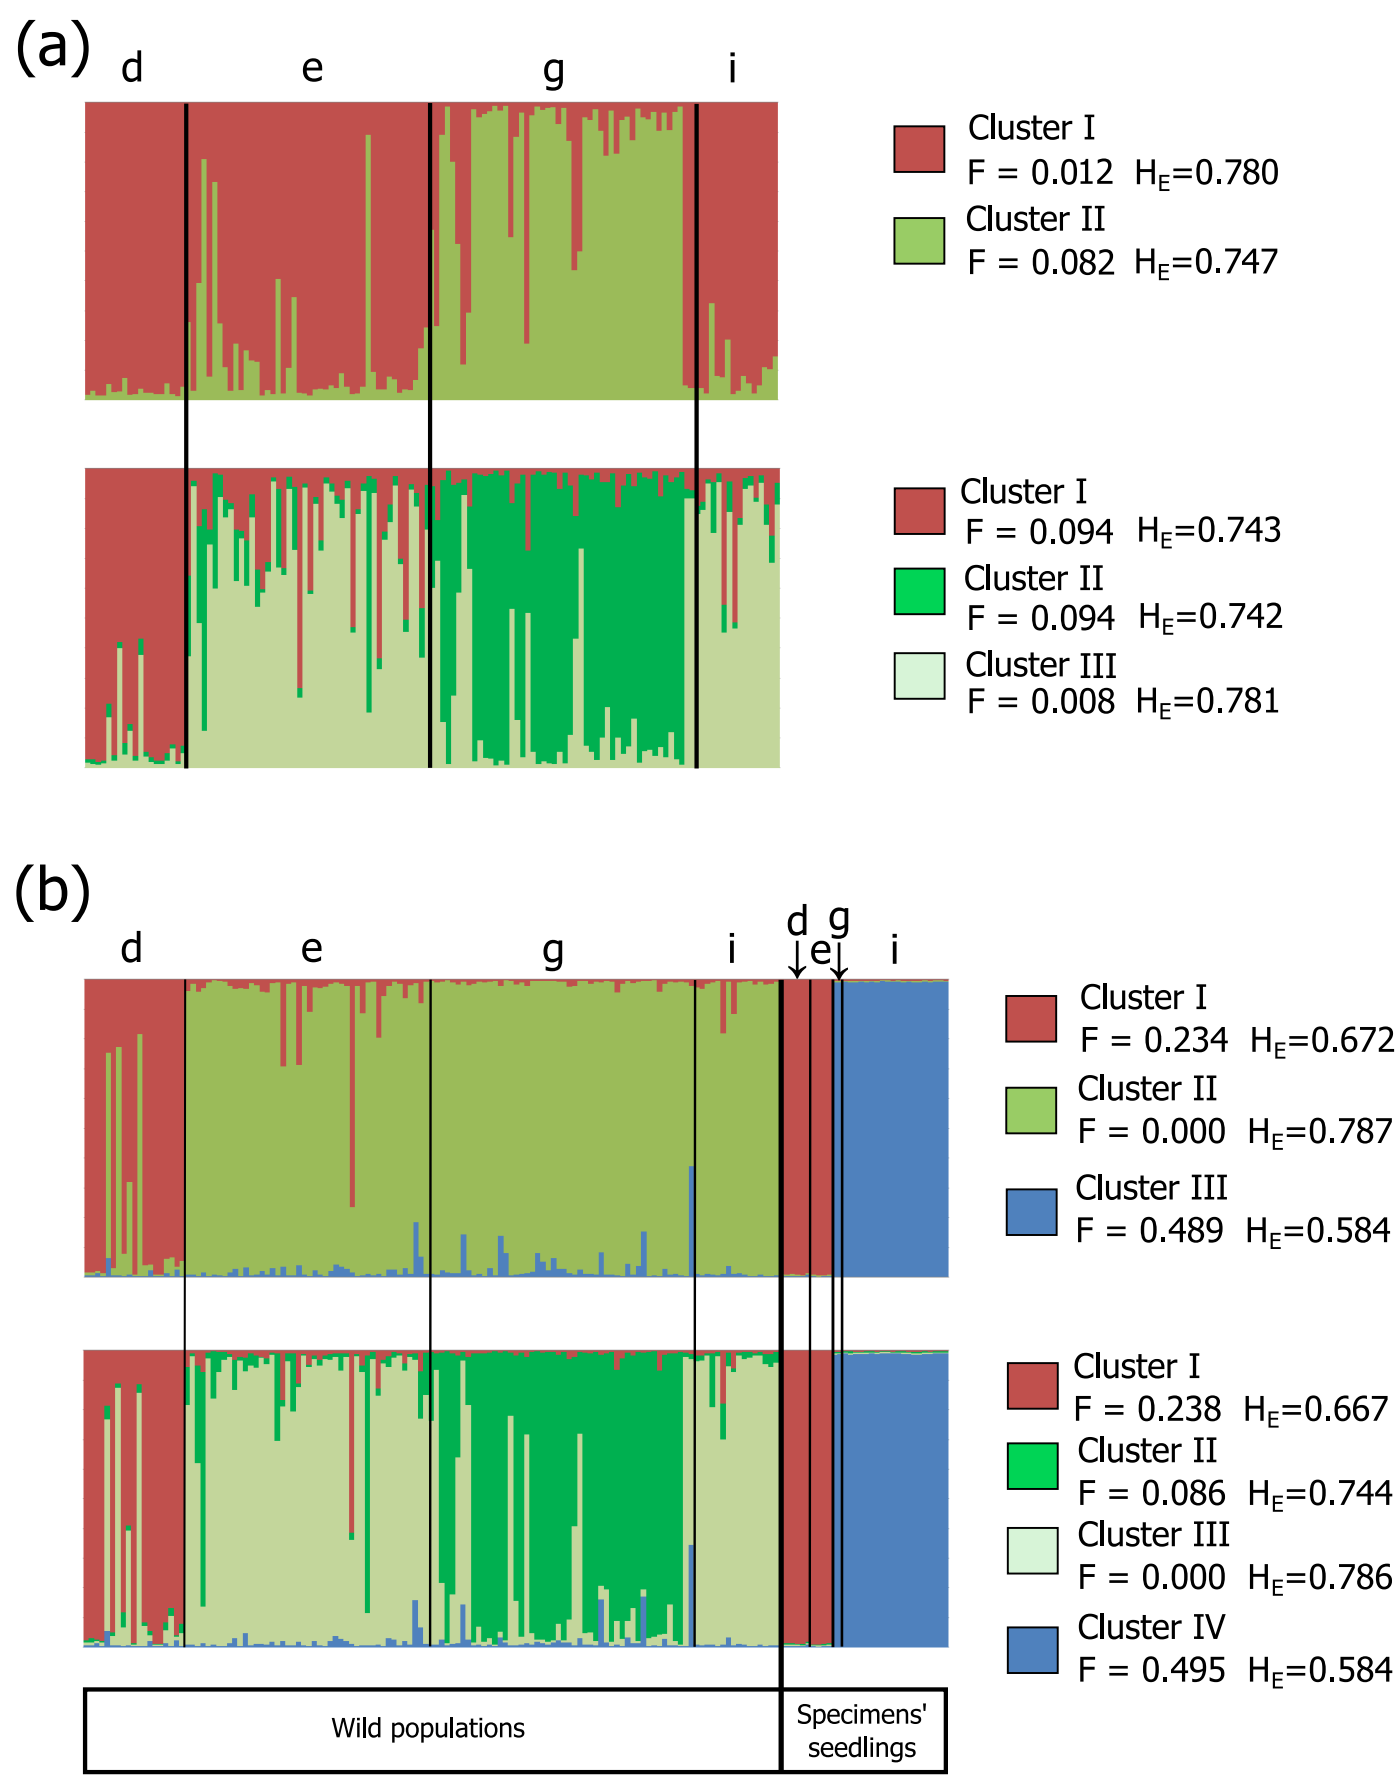 (a)
d e g i
Cluster I
F = 0.012 HE=0.780
Cluster II
F = 0.082 HE=0.747
Cluster I
F = 0.094 HE=0.743
Cluster II
F = 0.094 HE=0.742
Cluster III
F = 0.008 HE=0.781
(b)
d e g i d e g i
Cluster I
F = 0.234 HE=0.672
Cluster II
F = 0.000 HE=0.787
Cluster III
F = 0.489 HE=0.584
Cluster I
F = 0.238 HE=0.667
Cluster II
F = 0.086 HE=0.744
Cluster III
F = 0.000 HE=0.786
Cluster IV
F = 0.495 HE=0.584
Wild populations
Specimens'
seedlings